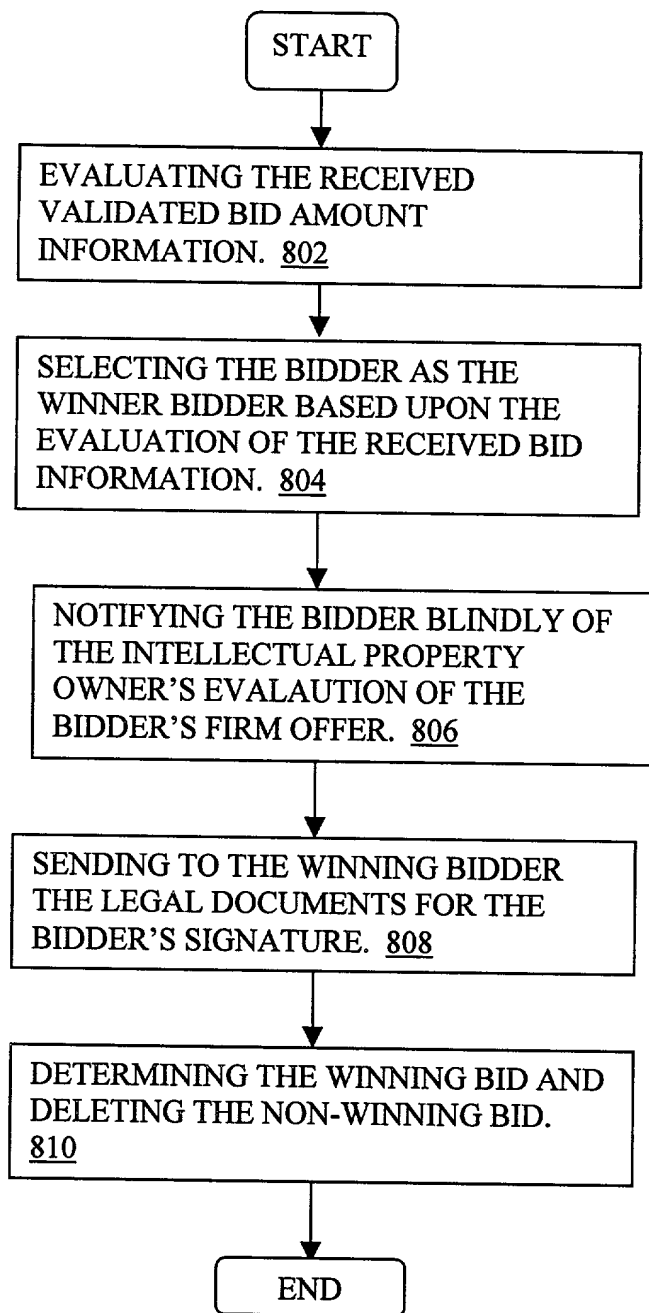 START
EVALUATING THE RECEIVED
VALIDATED BID AMOUNT
INFORMATION. 802
SELECTING THE BIDDER AS THE
WINNER BIDDER BASED UPON THE
EVALUATION OF THE RECEIVED BID
INFORMATION. 804
NOTIFYING THE BIDDER BLINDLY OF
THE INTELLECTUAL PROPERTY
OWNER'S EVALAUTION OF THE
BIDDER'S FIRM OFFER. 806
SENDING TO THE WINNING BIDDER
THE LEGAL DOCUMENTS FOR THE
BIDDER'S SIGNATURE. 808
DETERMINING THE WINNING BID AND
DELETING THE NON-WINNING BID.
810
END